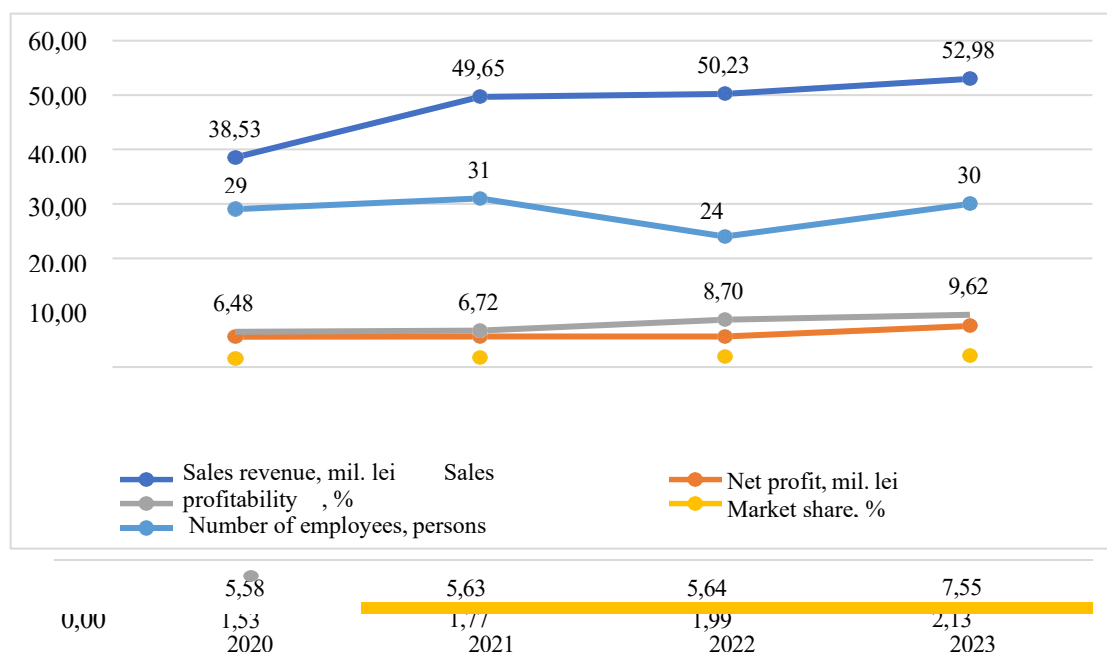 60,00
52,98
49,65
50,23
50,00
38,53
40,00
29
31
30
30,00
24
20,00
6,48
6,72
8,70
9,62
10,00
Sales revenue, mil. lei Sales
Net profit, mil. lei
profitability , %
Market share, %
Number of employees, persons
5,58 5,63 5,64 7,55
0,00 1,53 1,77 1,99 2,13
2020 2021 2022 2023